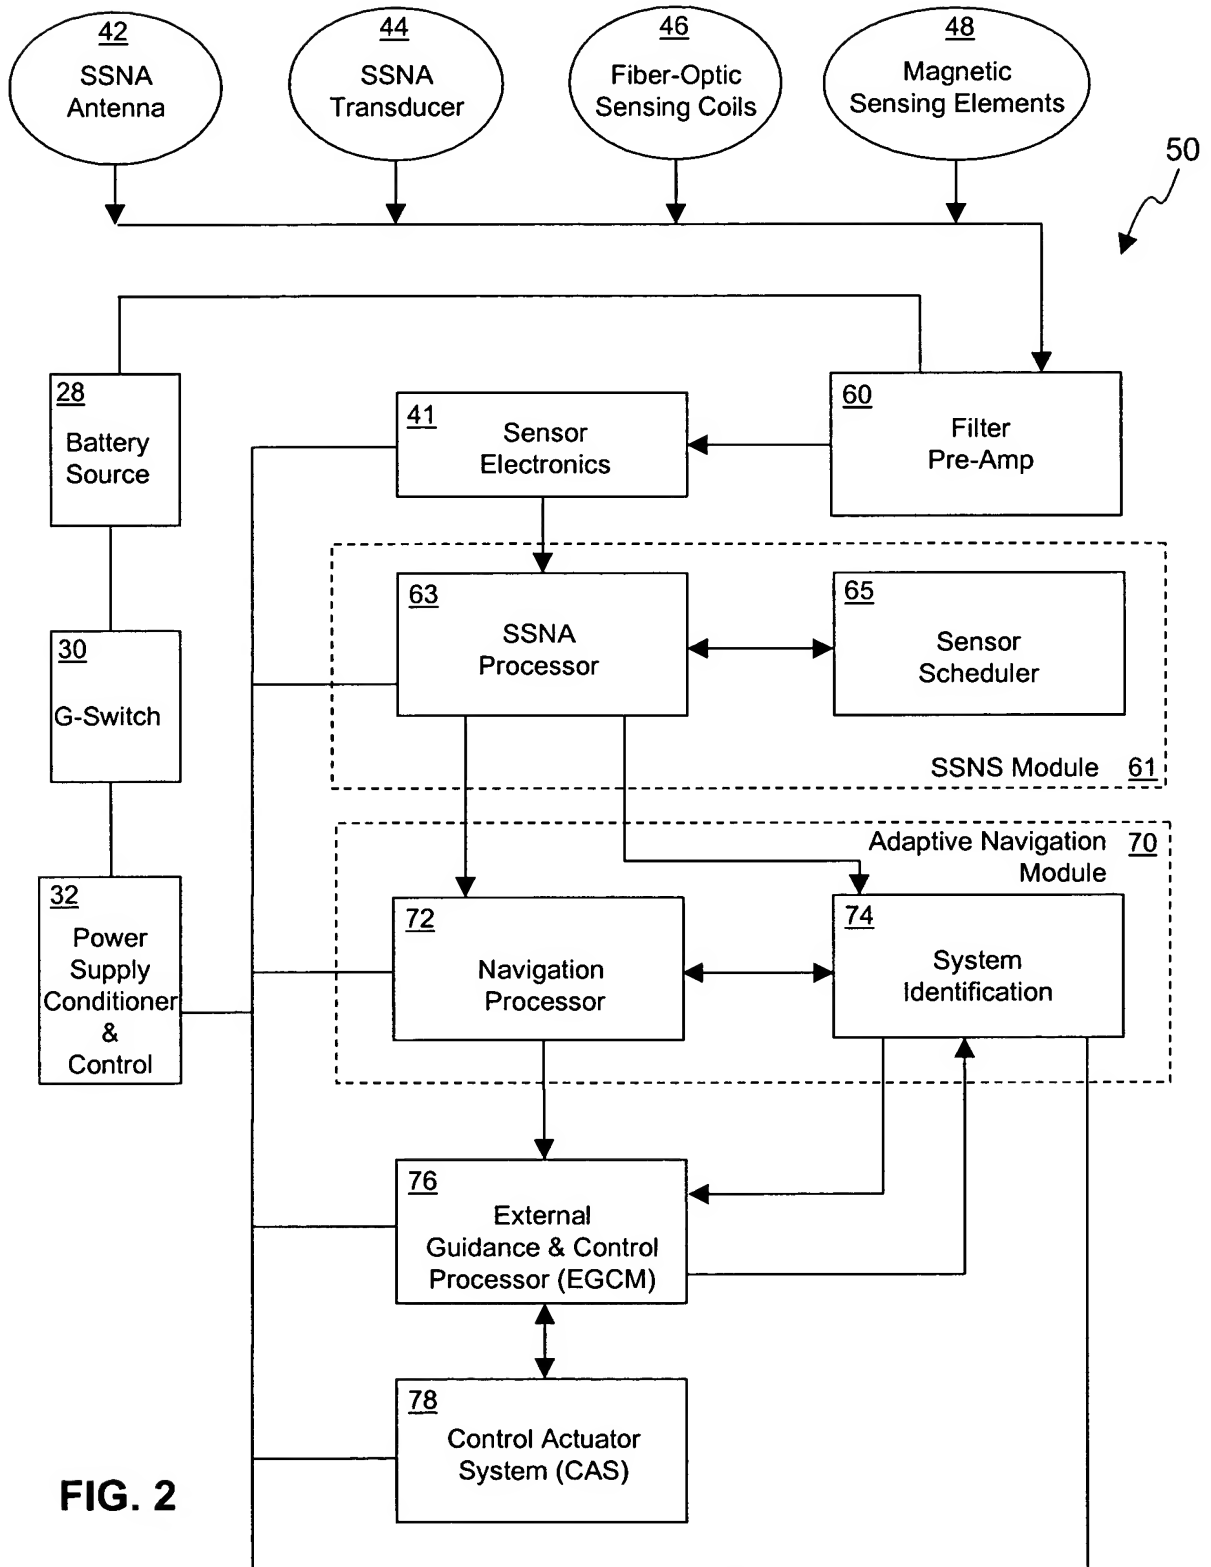 42
SSNA
Antenna
44
SSNA
Transducer
46
Fiber-Optic
Sensing Coils
48
Magnetic
Sensing Elements
50
28
Battery
Source
41
Sensor
Electronics
60
Filter
Pre-Amp
63
SSNA
Processor
65
Sensor
Scheduler
30
G-Switch
SSNS Module 61
Adaptive Navigation 70
Module
32
Power
Supply
Conditioner
&
Control
72
Navigation
Processor
74
System
Identification
76
External
Guidance & Control
Processor (EGCM)
78
Control Actuator
System (CAS)
FIG. 2